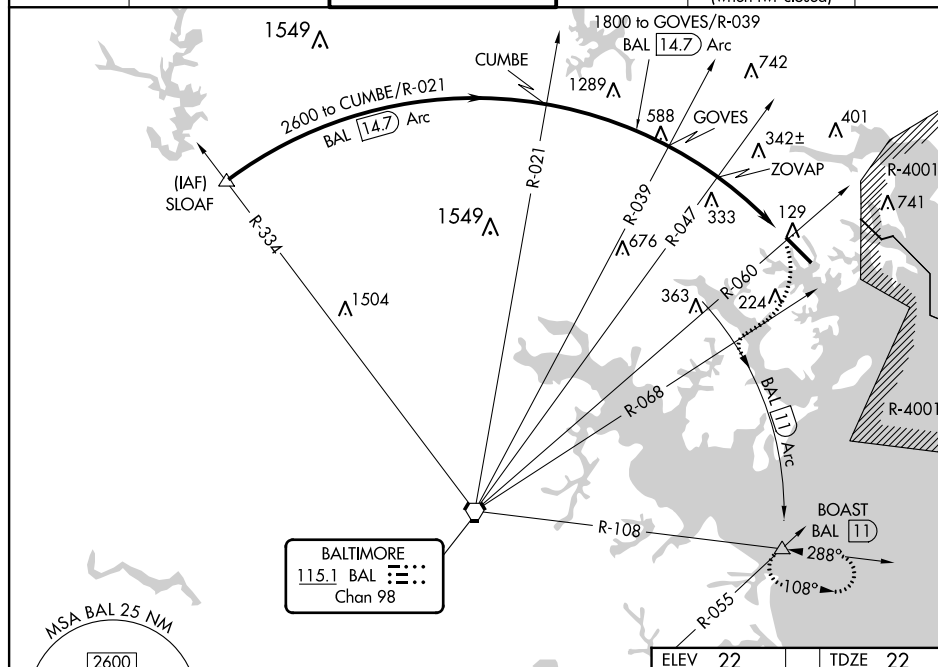 (when twr closed)
1549
1800 to GOVES/R-039
BAL 14.7 Arc
CUMBE
742
1289
2600 to CUMBE/R-021
BAL 14.7 Arc
588
GOVES
401
342±
ZOVAP
R-4001
(IAF)
SLOAF
R-021
R-039
R-047
333
741
R-334
1549
676
129
R-060
1504
363
224
R-068
BAL 11 Arc
R-4001
BOAST
BAL 11
R-108
288°
108°
BALTIMORE
115.1 BAL
Chan 98
R-055
MSA BAL 25 NM
2600
ELEV 22
TDZE 22